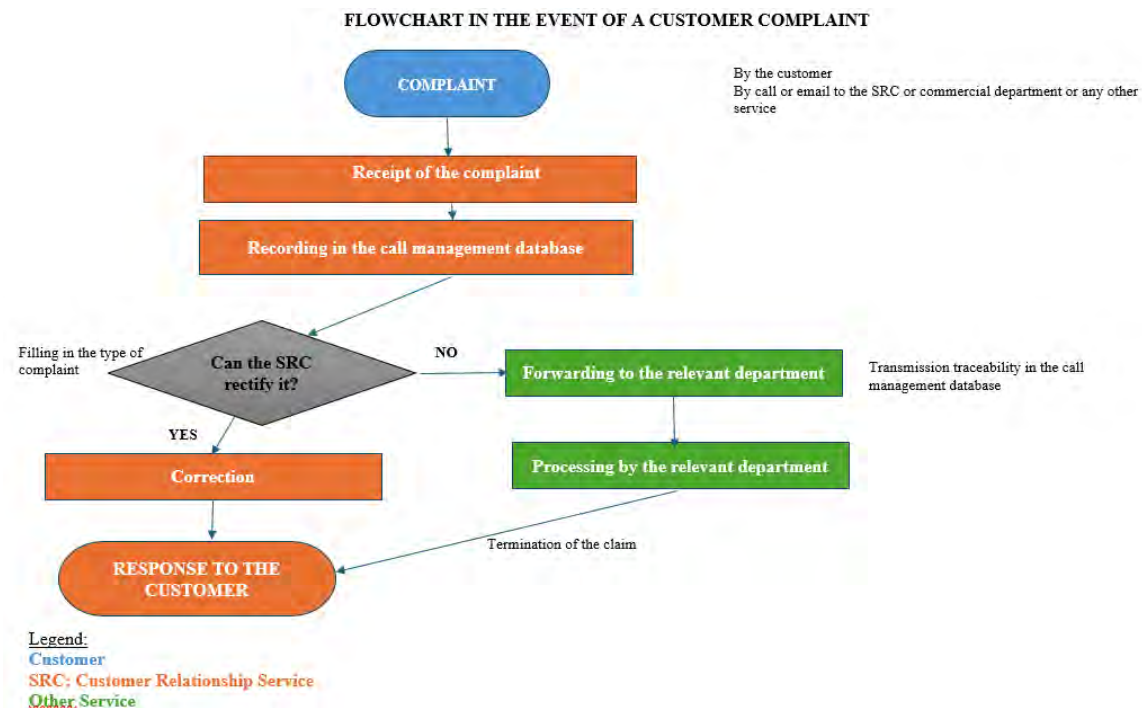 FLOWCHART IN THE EVENT OF A CUSTOMER COMPLAINT
COMPLAINT
By the customer
By call or email to the SRC or commercial department or any other
service
Receipt of the complaint
Recording in the call management database
Filling in the type of
complaint
Can the SRC
rectify it?
NO
Forwarding to the relevant department
Transmission traceability in the call
management database
YES
Correction
Processing by the relevant department
Termination of the claim
RESPONSE TO THE
CUSTOMER
Legend:
Customer
SRC: Customer Relationship Service
Other Service